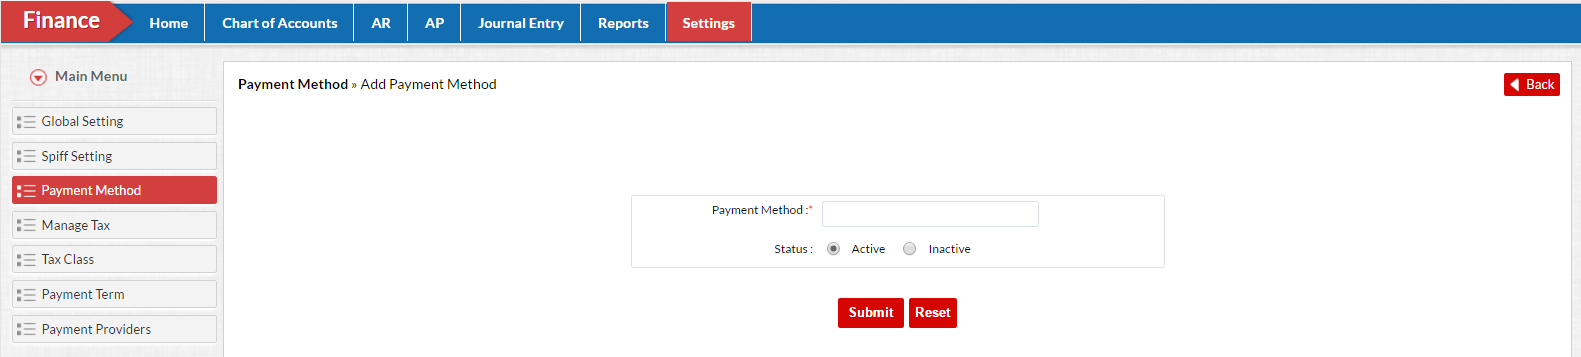 Finance Home Chart of Accounts AR AP Journal Entry Reports Settings
Main Menu
Global Setting
Spiff Setting
Payment Method
Manage Tax
Tax Class
Payment Term
Payment Providers
Payment Method » Add Payment Method
Back
Payment Method :*
Status : Active Inactive
Submit Reset